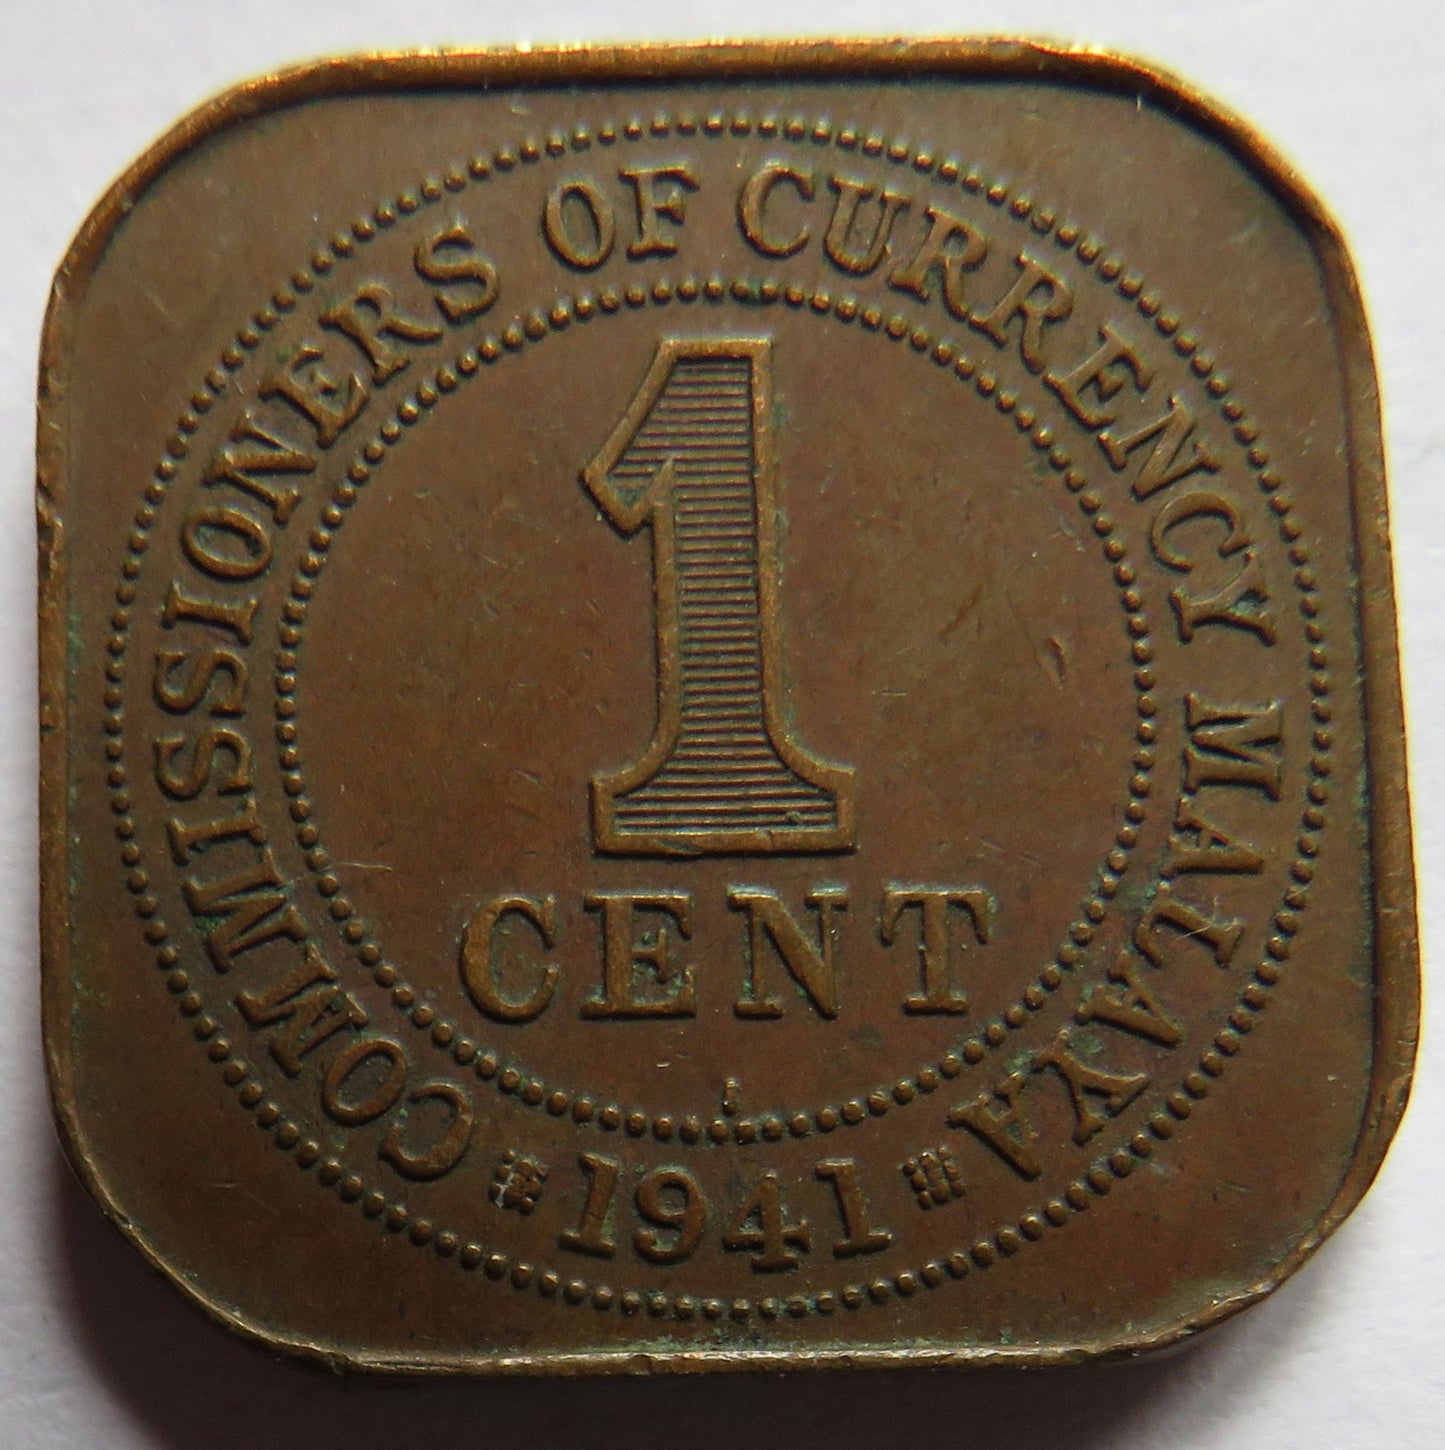 COMMISSIONERS OF CURRENCY MALAYA
1
CENT
I
1941